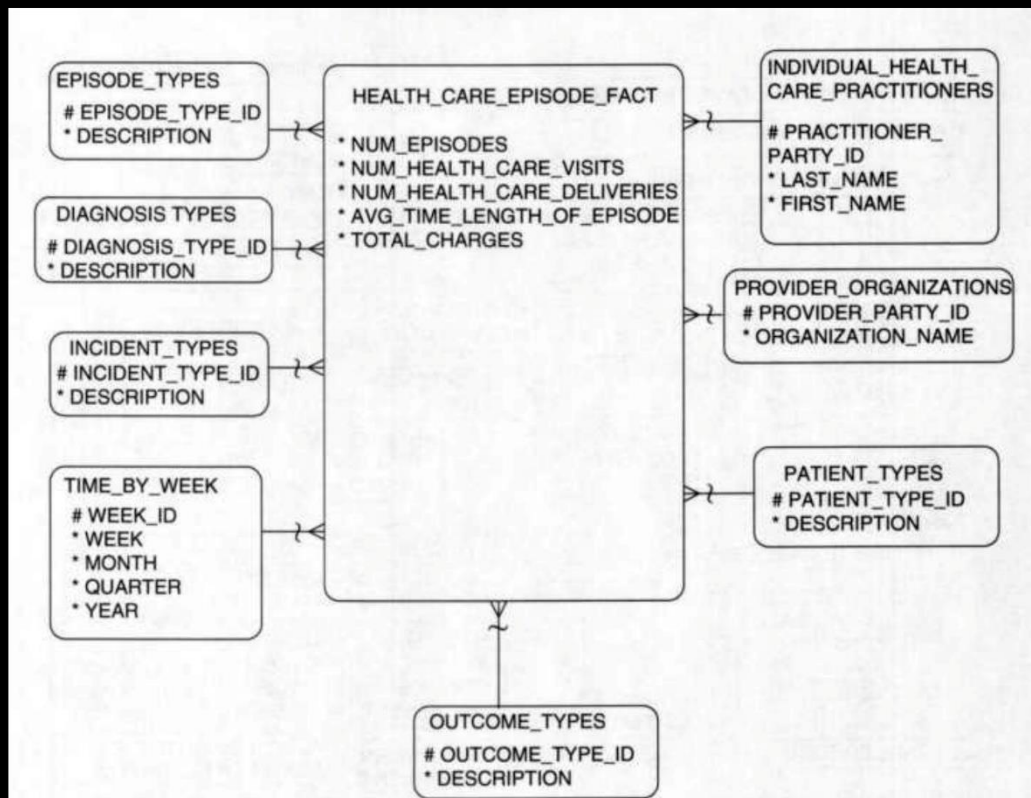 EPISODE_TYPES
# EPISODE_TYPE_ID
* DESCRIPTION
DIAGNOSIS TYPES
# DIAGNOSIS_TYPE_ID
* DESCRIPTION
INCIDENT_TYPES
# INCIDENT_TYPE_ID
* DESCRIPTION
TIME_BY_WEEK
# WEEK_ID
* WEEK
* MONTH
* QUARTER
* YEAR
HEALTH_CARE_EPISODE_FACT
* NUM_EPISODES
* NUM_HEALTH_CARE_VISITS
* NUM_HEALTH_CARE_DELIVERIES
* AVG_TIME_LENGTH_OF_EPISODE
* TOTAL_CHARGES
INDIVIDUAL_HEALTH_
CARE_PRACTITIONERS
# PRACTITIONER_
PARTY_ID
* LAST_NAME
* FIRST_NAME
PROVIDER_ORGANIZATIONS
# PROVIDER_PARTY_ID
* ORGANIZATION_NAME
PATIENT_TYPES
# PATIENT_TYPE_ID
* DESCRIPTION
OUTCOME_TYPES
# OUTCOME_TYPE_ID
* DESCRIPTION